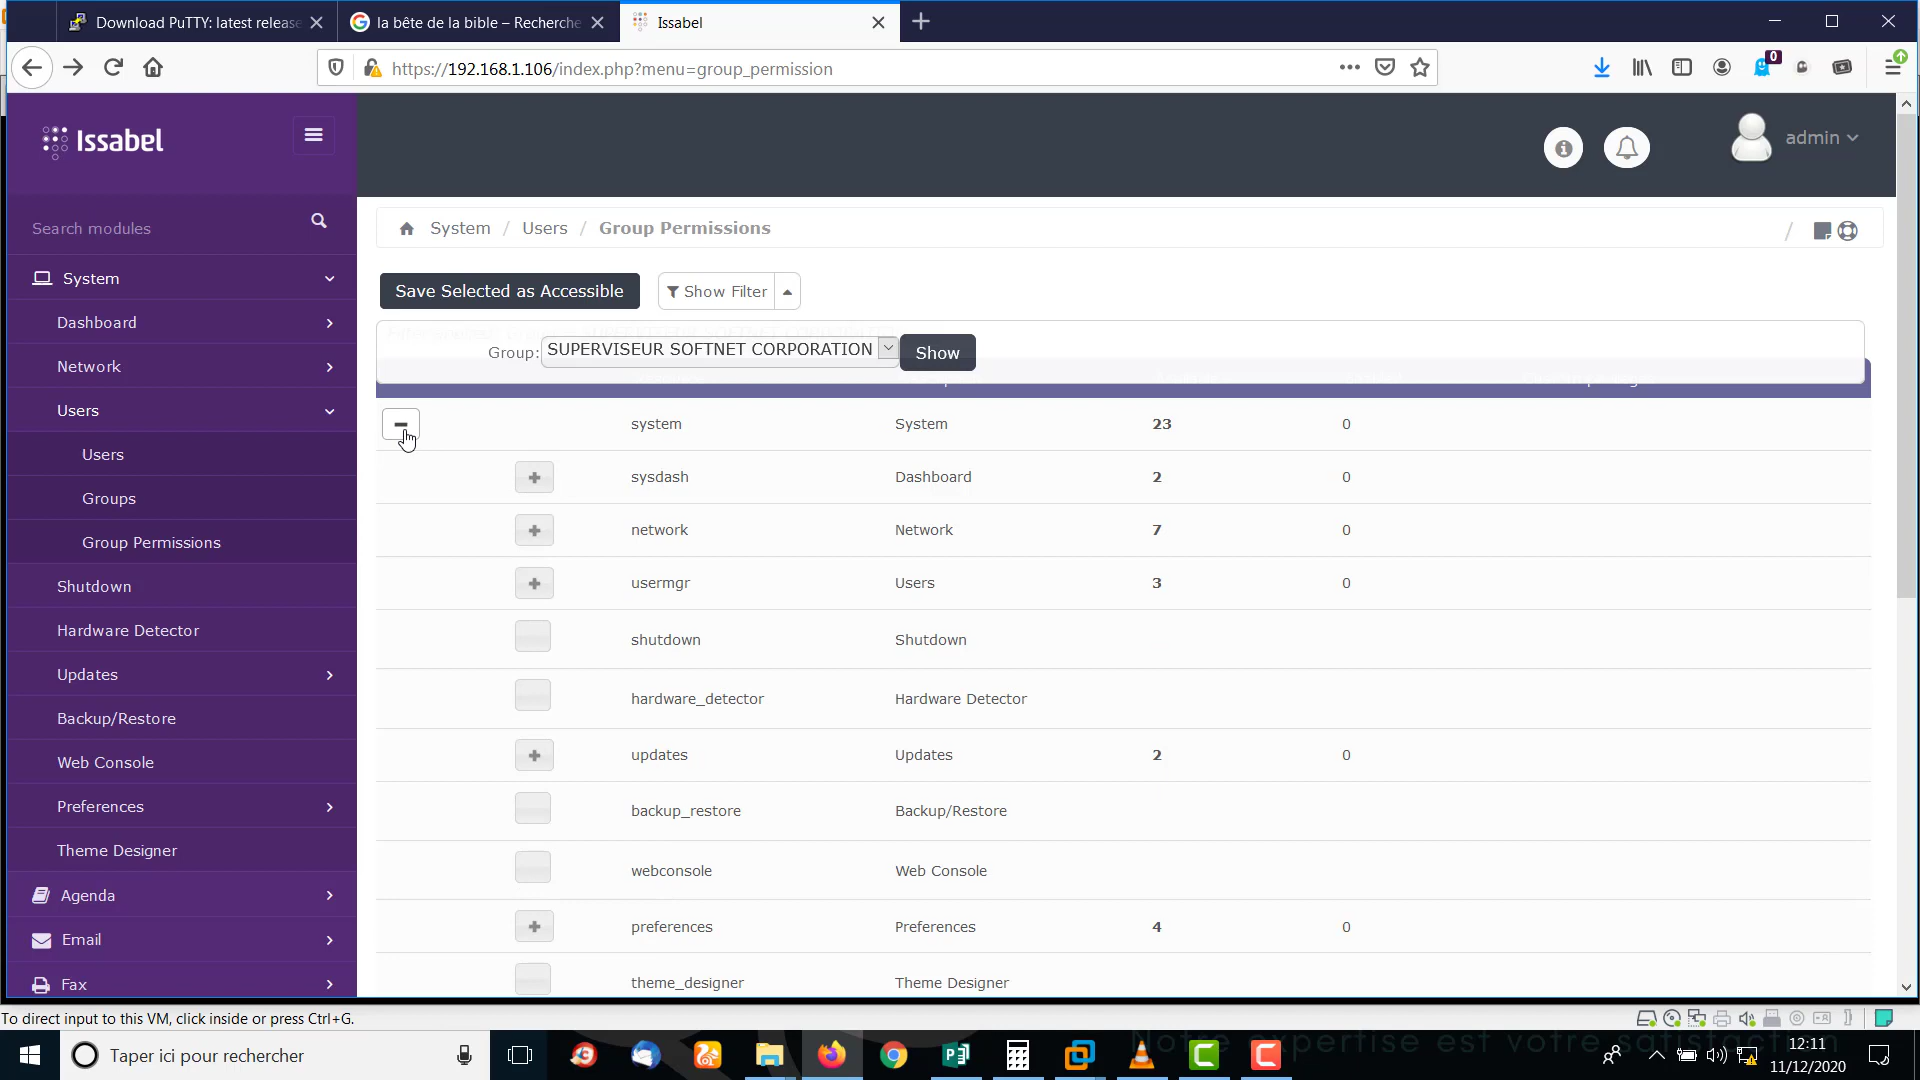 Download PuTTY: latest release
la bête de la bible – Recherche
Issabel
https://192.168.1.106/index.php?menu=group_permission
0
Issabel
admin
Search modules
System
Dashboard
Network
Users
Users
Groups
Group Permissions
Shutdown
Hardware Detector
Updates
Backup/Restore
Web Console
Preferences
Theme Designer
Agenda
Email
Fax
System / Users / Group Permissions /
Save Selected as Accessible
Show Filter
Group: SUPERVISEUR SOFTNET CORPORATION Show
system System 23 0
sysdash Dashboard 2 0
network Network 7 0
usermgr Users 3 0
shutdown Shutdown
hardware_detector Hardware Detector
updates Updates 2 0
backup_restore Backup/Restore
webconsole Web Console
preferences Preferences 4 0
theme_designer Theme Designer
To direct input to this VM, click inside or press Ctrl+G.
Notre expertise est votre satisfaction
Taper ici pour rechercher
12:11
11/12/2020